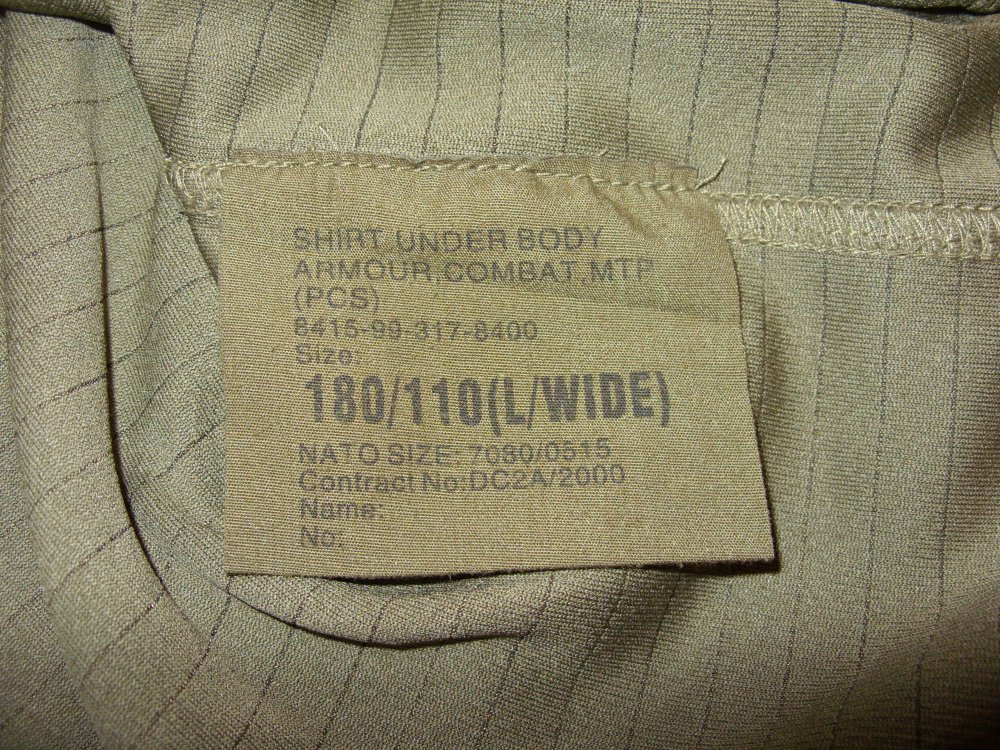 SHIRT, UNDER BODY
ARMOUR, COMBAT, MTP
(PCS)
8415-99-317-8400
Size:
180/110(L/WIDE)
NATO SIZE: 7080/0515
Contract No: DC2A/2000
Name:
No: